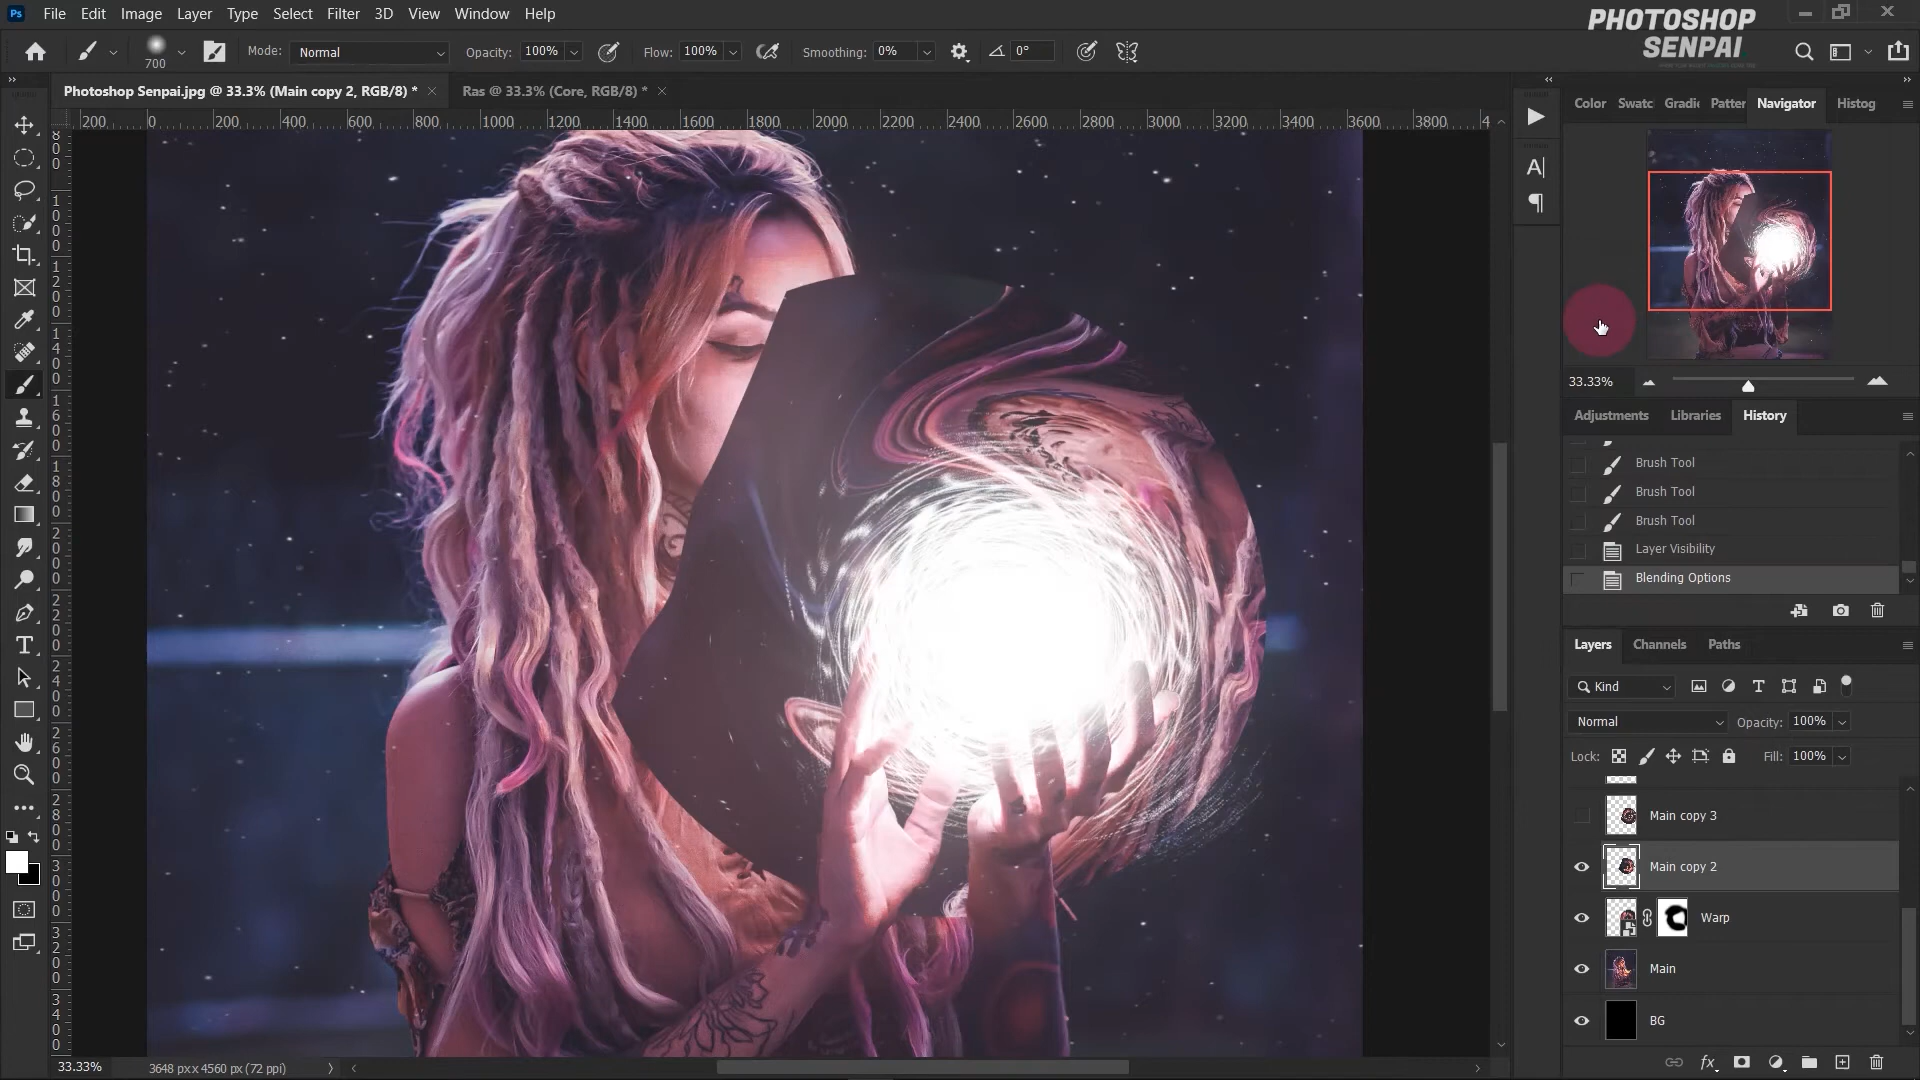 Ps File Edit Image Layer Type Select Filter 3D View Window Help
PHOTOSHOP
SENPAI
700 Mode: Normal Opacity: 100% Flow: 100% Smoothing: 0% 0°
Photoshop Senpai.jpg @ 33.3% (Main copy 2, RGB/8) * Ras @ 33.3% (Core, RGB/8) *
Color Swatc Gradie Patter Navigator Histog
200 0 200 400 600 800 1000 1200 1400 1600 1800 2000 2200 2400 2600 2800 3000 3200 3400 3600 3800 4
33.33%
Adjustments Libraries History
Brush Tool
Brush Tool
Brush Tool
Layer Visibility
Blending Options
Layers Channels Paths
Kind
Normal Opacity: 100%
Lock: Fill: 100%
Main copy 3
Main copy 2
Warp
Main
BG
33.33% 3648 px x 4560 px (72 ppi)